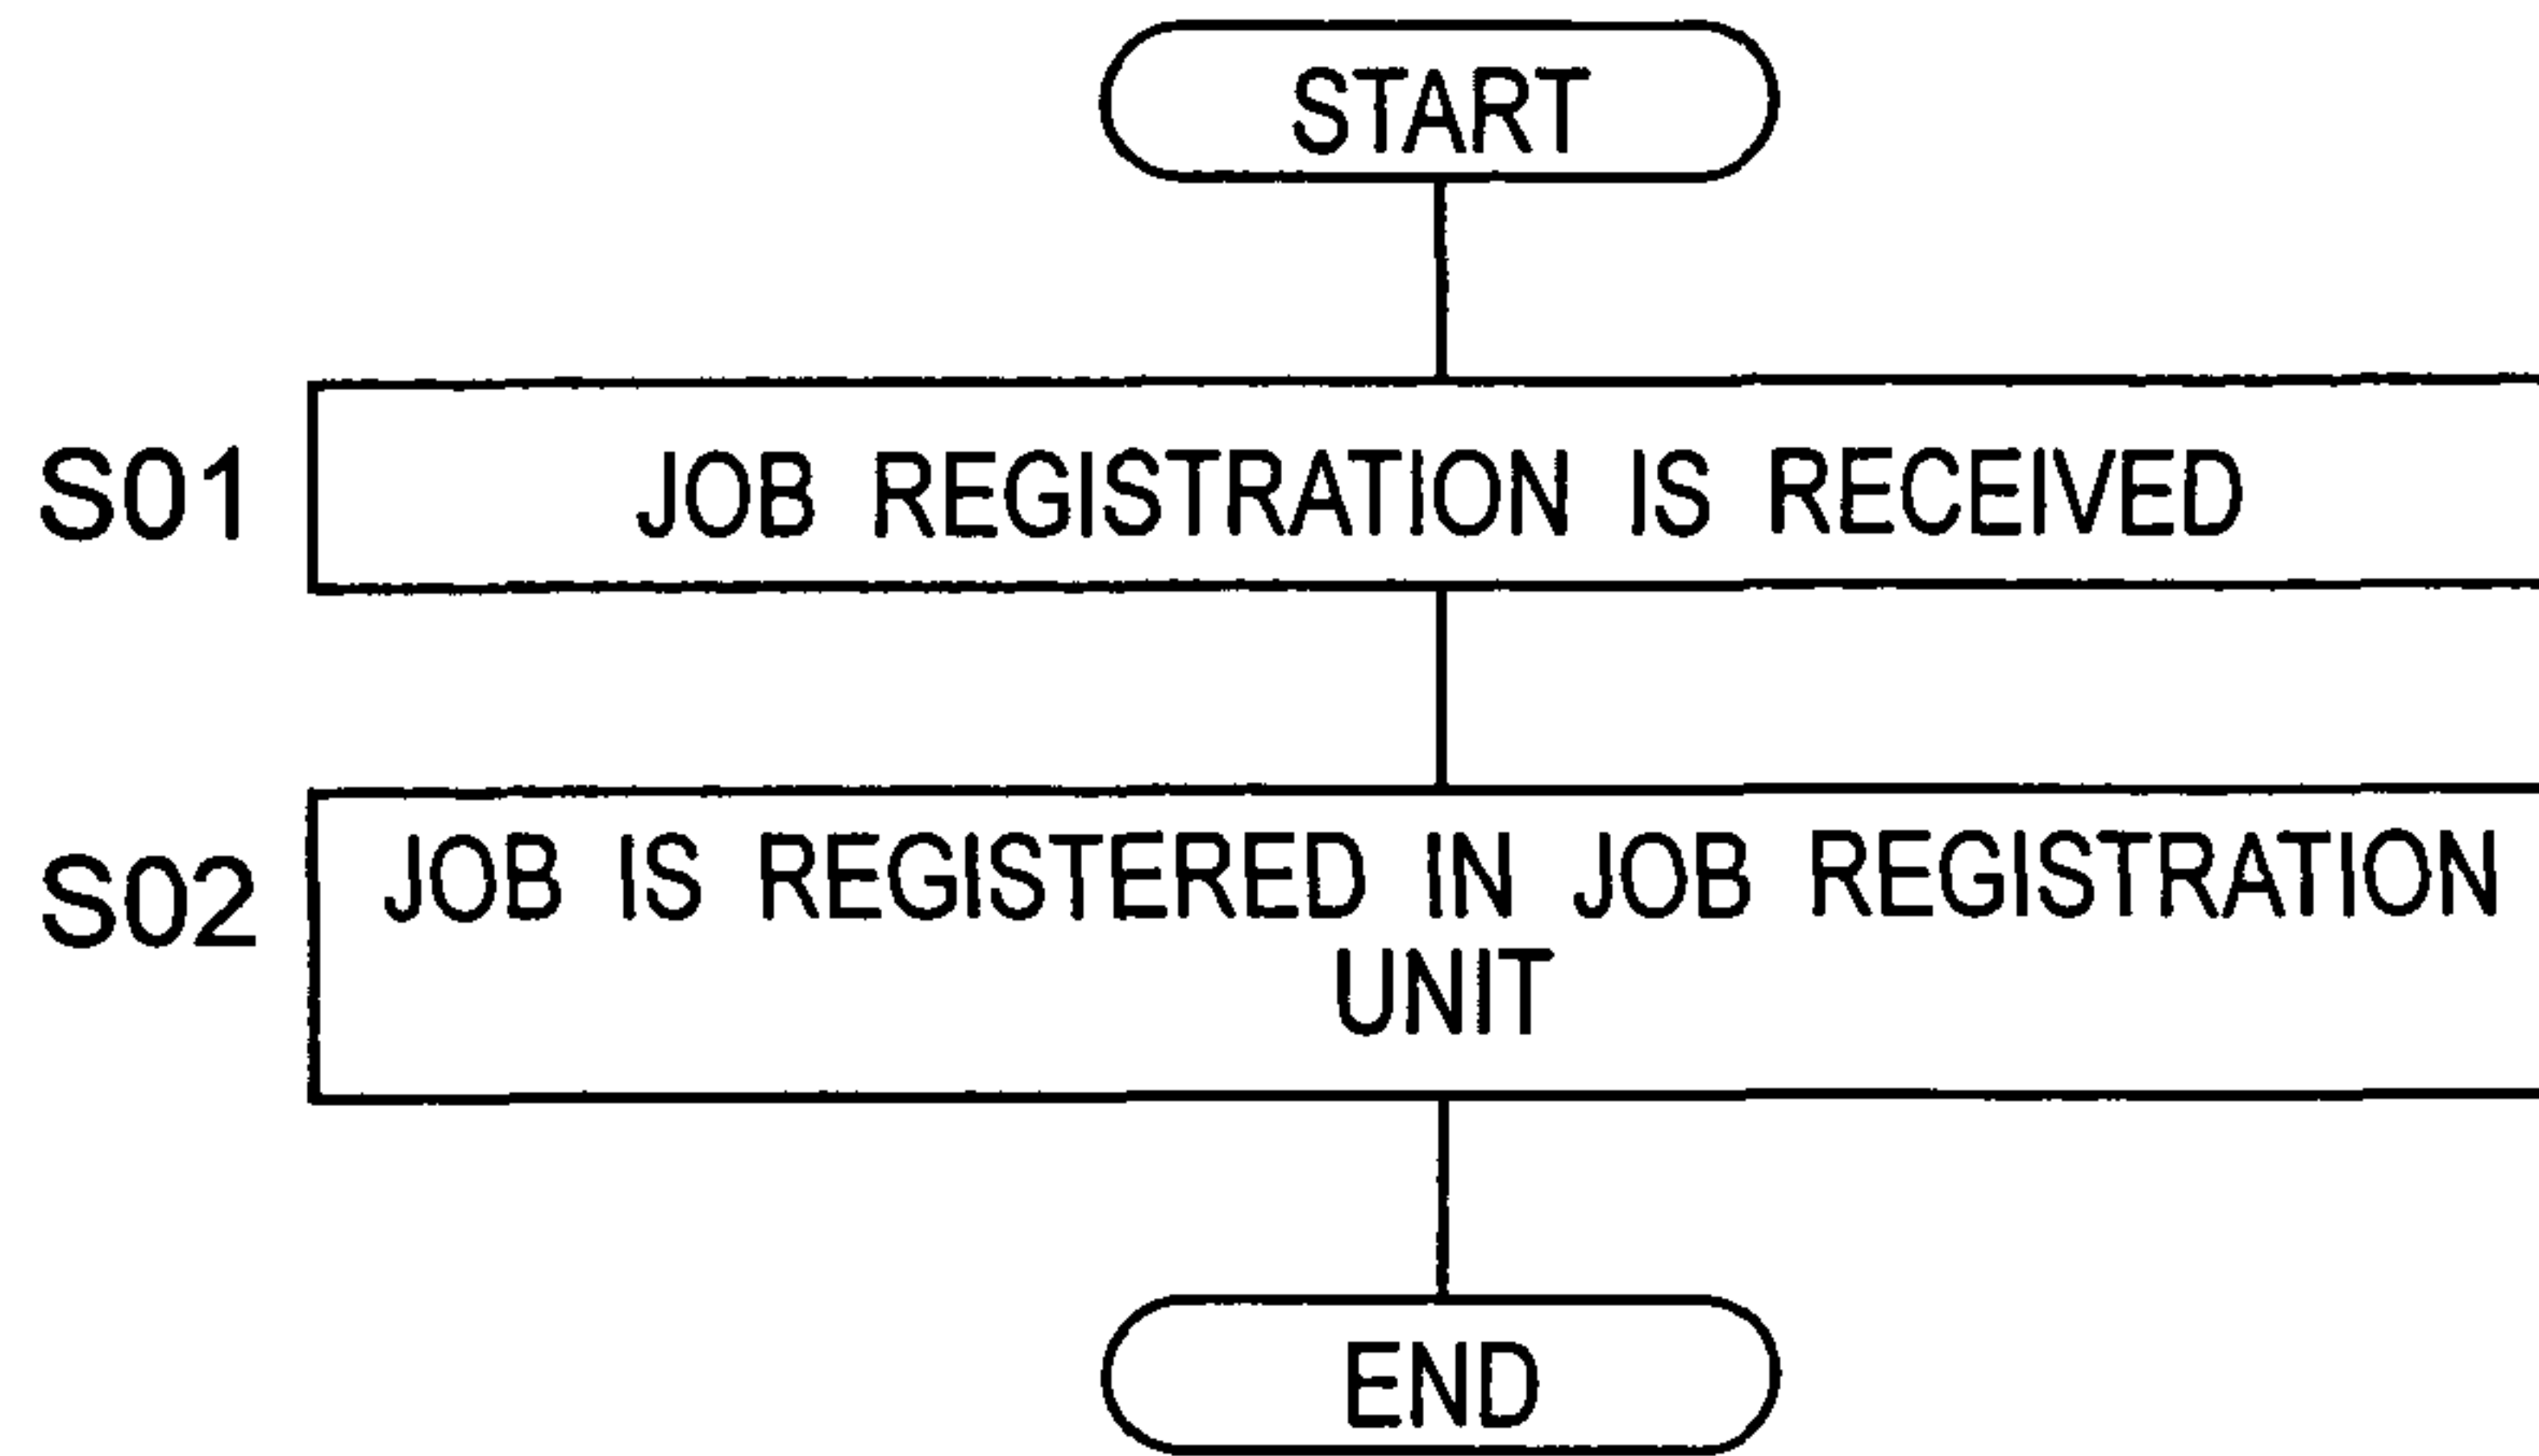 START
S01 JOB REGISTRATION IS RECEIVED
S02 JOB IS REGISTERED IN JOB REGISTRATION
UNIT
END